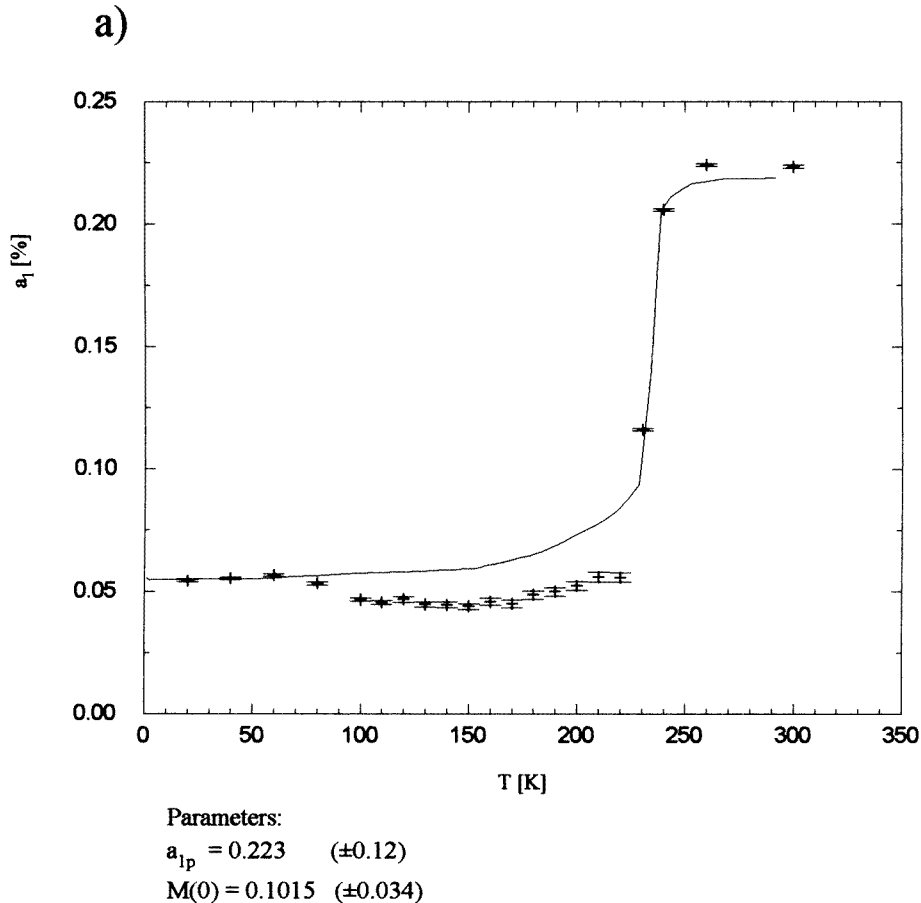 a)
0.25
0.20
0.15
0.10
0.05
0.00
a1 [%]
0 50 100 150 200 250 300 350
T [K]
Parameters:
a1p = 0.223 (±0.12)
M(0) = 0.1015 (±0.034)